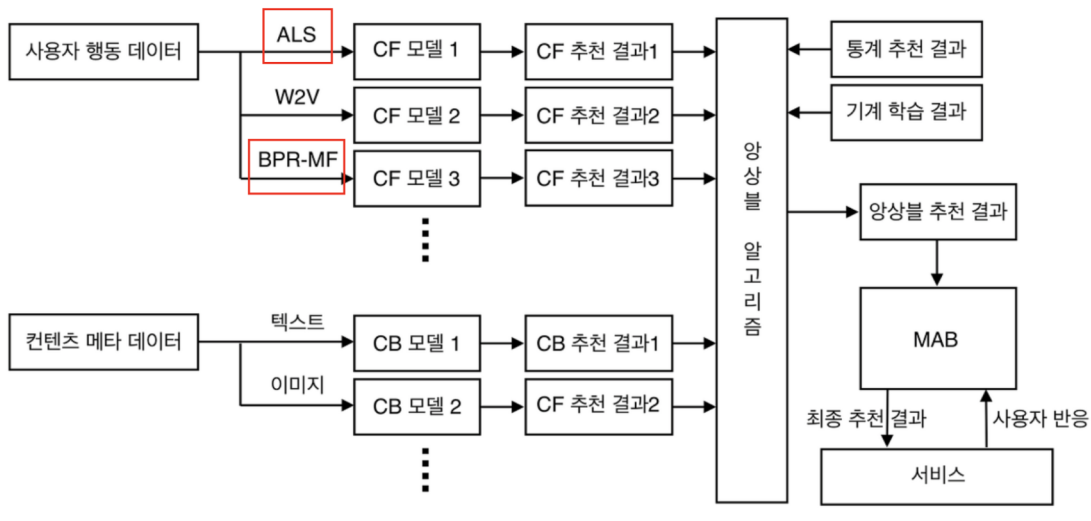 사용자 행동 데이터
ALS
CF 모델 1
CF 추천 결과1
W2V
CF 모델 2
CF 추천 결과2
BPR-MF
CF 모델 3
CF 추천 결과3
컨텐츠 메타 데이터
텍스트
CB 모델 1
CB 추천 결과1
이미지
CB 모델 2
CF 추천 결과2
앙상블 알고리즘
통계 추천 결과
기계 학습 결과
앙상블 추천 결과
MAB
최종 추천 결과
사용자 반응
서비스